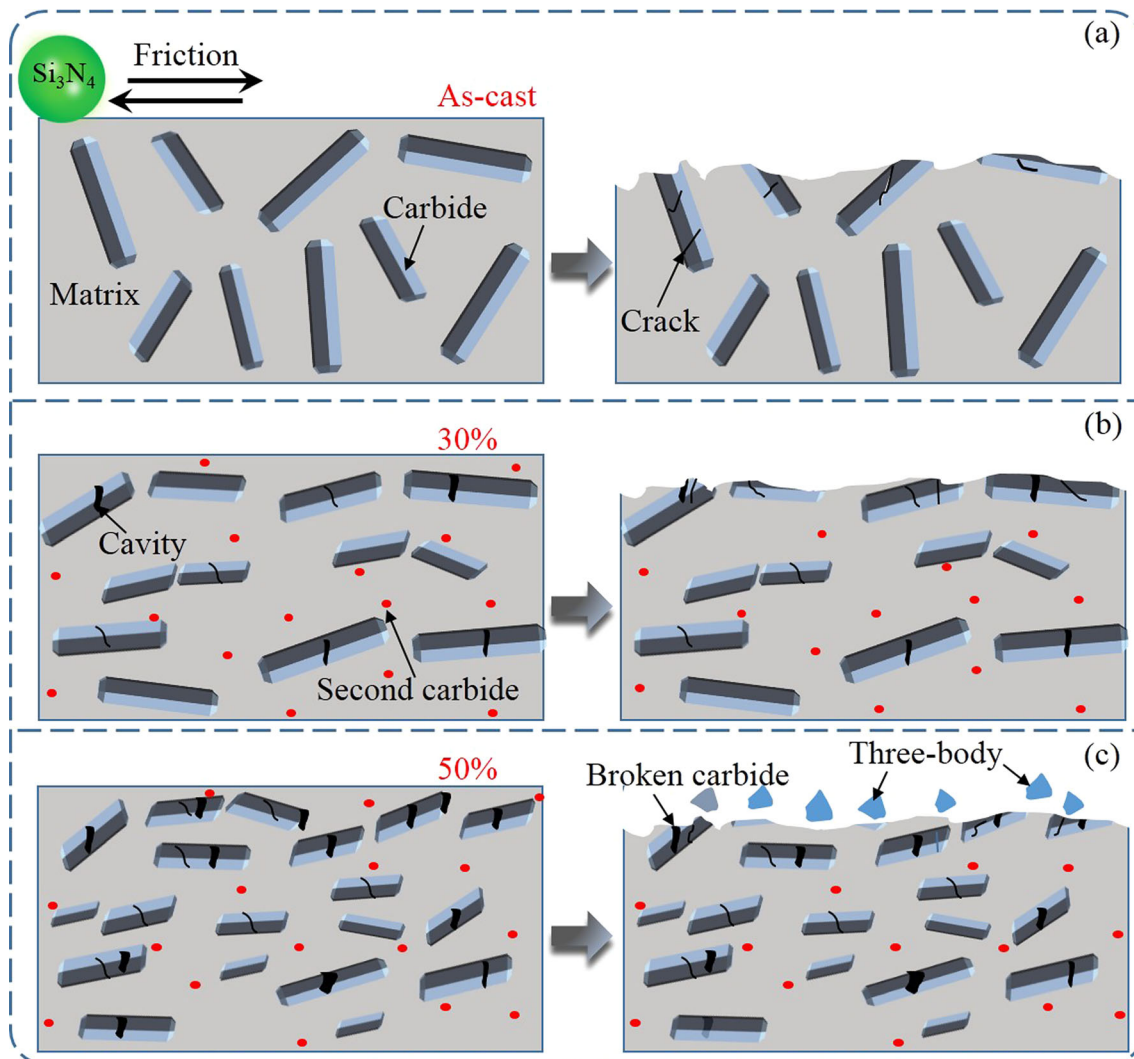 (a)
Si₃N₄
Friction
As-cast
Carbide
Matrix
Crack
(b)
30%
Cavity
Second carbide
(c)
50%
Three-body
Broken carbide